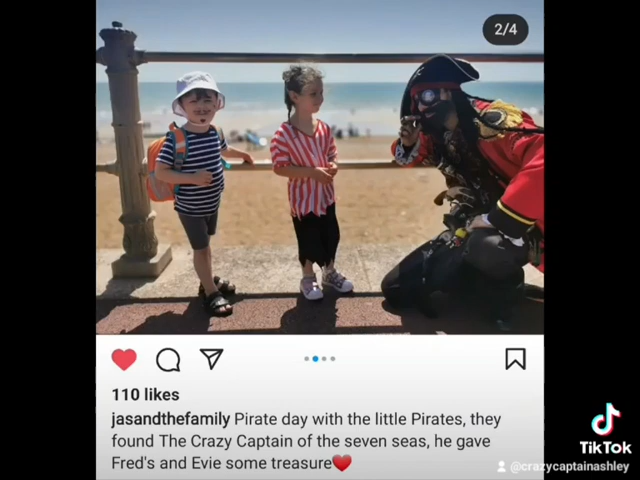 2/4
110 likes
jasandthefamily Pirate day with the little Pirates, they
found The Crazy Captain of the seven seas, he gave
Fred's and Evie some treasure❤️
TikTok
@crazycaptainashley